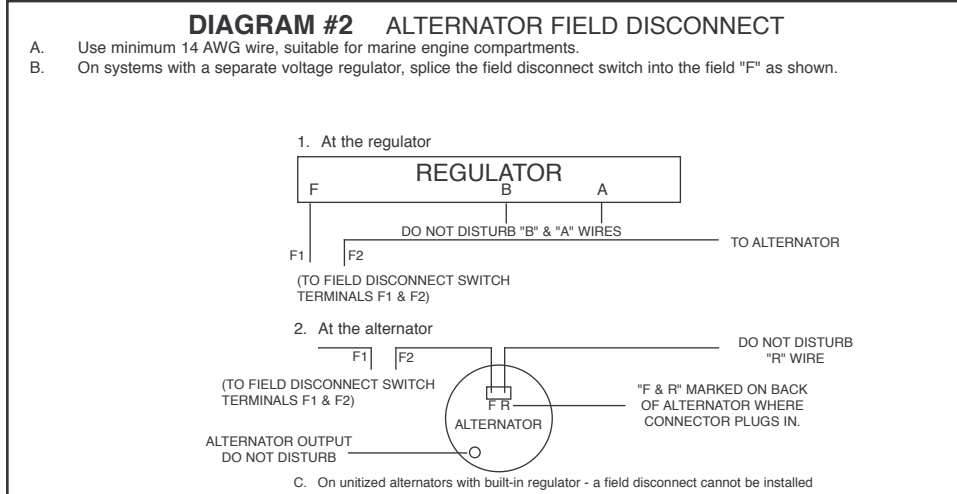 DIAGRAM #2 ALTERNATOR FIELD DISCONNECT
A. Use minimum 14 AWG wire, suitable for marine engine compartments.
B. On systems with a separate voltage regulator, splice the field disconnect switch into the field "F" as shown.
1. At the regulator
REGULATOR
F B A
DO NOT DISTURB "B" & "A" WIRES
TO ALTERNATOR
F1 F2
(TO FIELD DISCONNECT SWITCH
TERMINALS F1 & F2)
2. At the alternator
F1 F2
DO NOT DISTURB
"R" WIRE
(TO FIELD DISCONNECT SWITCH
TERMINALS F1 & F2)
"F & R" MARKED ON BACK
OF ALTERNATOR WHERE
CONNECTOR PLUGS IN.
F R
ALTERNATOR
ALTERNATOR OUTPUT
DO NOT DISTURB
C. On unitized alternators with built-in regulator - a field disconnect cannot be installed